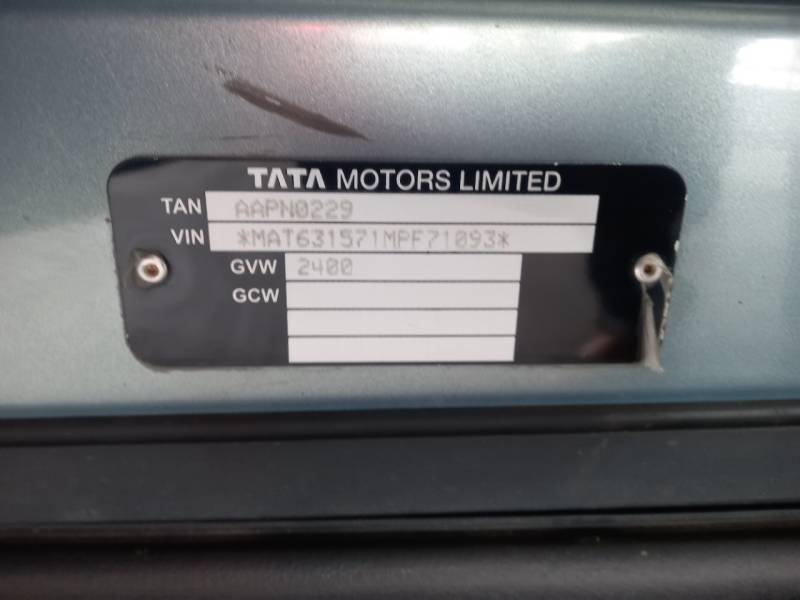 TATA MOTORS LIMITED
TAN AAPN0229
VIN *MAT631571MPF71093*
GVW 2400
GCW